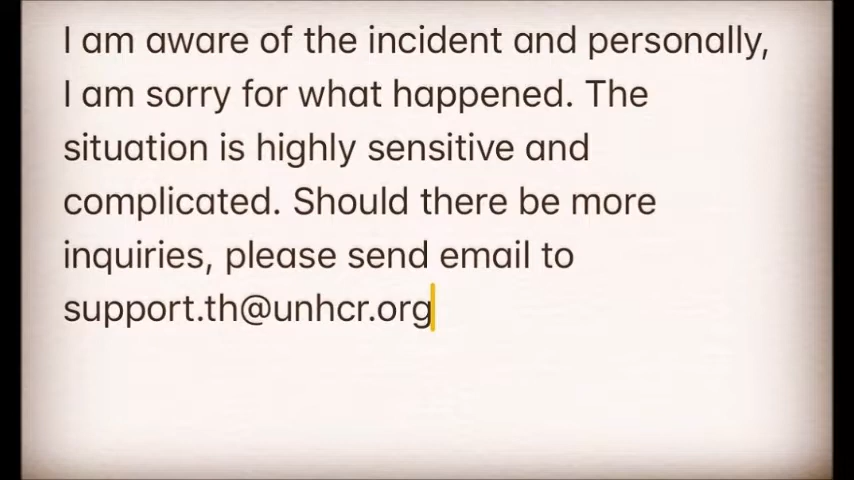 I am aware of the incident and personally,
I am sorry for what happened. The
situation is highly sensitive and
complicated. Should there be more
inquiries, please send email to
support.th@unhcr.org